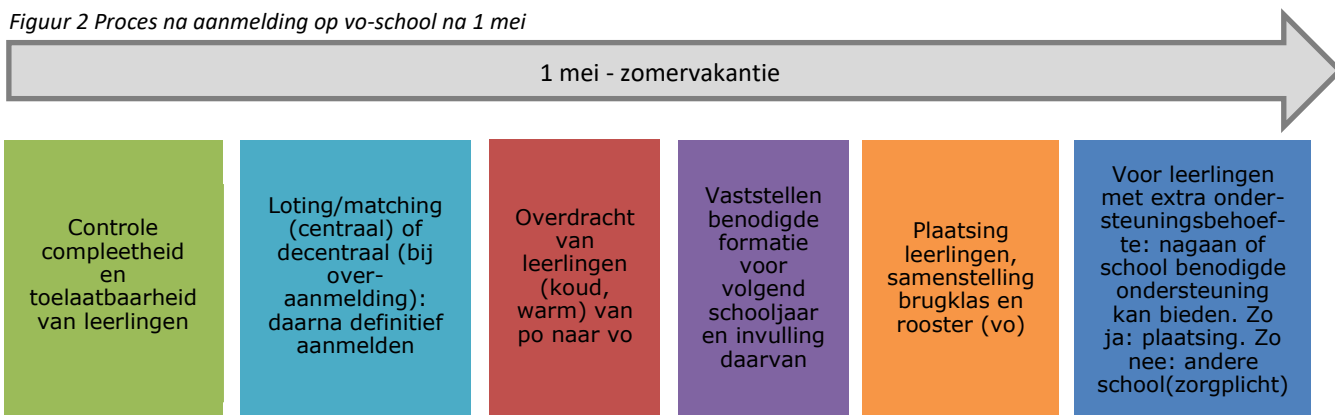 Figuur 2 Proces na aanmelding op vo-school na 1 mei
1 mei - zomervakantie
Controle
compleetheid
en
toelaatbaarheid
van leerlingen
Loting/matching
(centraal) of
decentraal (bij
over-
aanmelding):
daarna definitief
aanmelden
Overdracht
van
leerlingen
(koud,
warm) van
po naar vo
Vaststellen
benodigde
formatie
voor
volgend
schooljaar
en invulling
daarvan
Plaatsing
leerlingen,
samenstelling
brugklas en
rooster (vo)
Voor leerlingen
met extra onder-
steuningsbehoef-
te: nagaan of
school benodigde
ondersteuning
kan bieden. Zo
ja: plaatsing. Zo
nee: andere
school(zorgplicht)